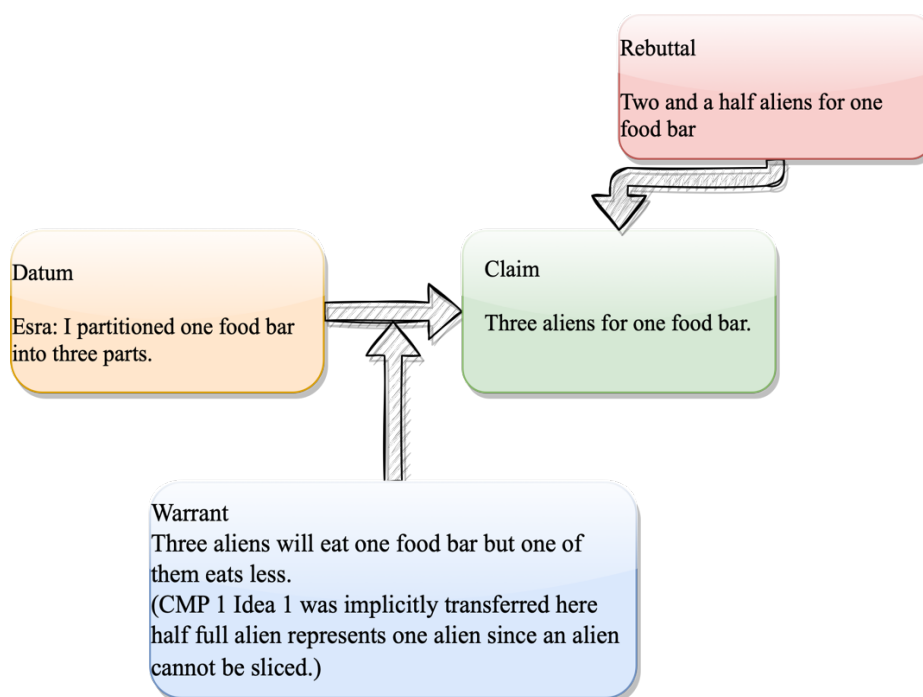 Rebuttal
Two and a half aliens for one
food bar
Datum
Esra: I partitioned one food bar
into three parts.
Claim
Three aliens for one food bar.
Warrant
Three aliens will eat one food bar but one of
them eats less.
(CMP 1 Idea 1 was implicitly transferred here
half full alien represents one alien since an alien
cannot be sliced.)